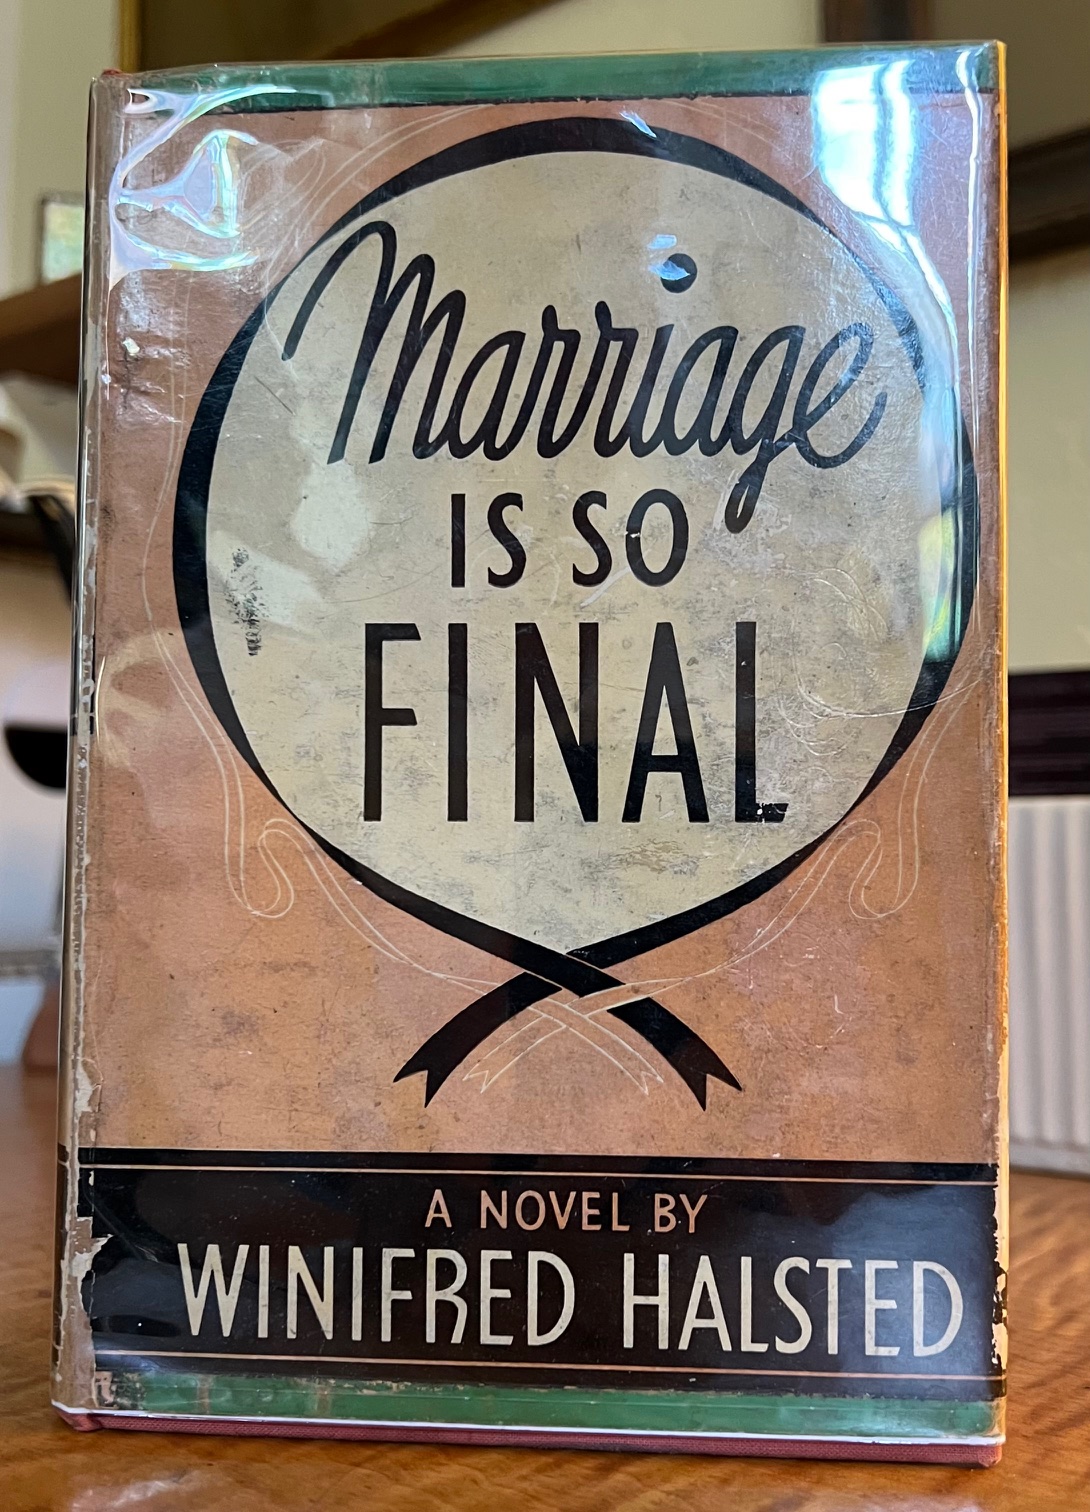 Marriage
IS SO
FINAL
A NOVEL BY
WINIFRED HALSTED